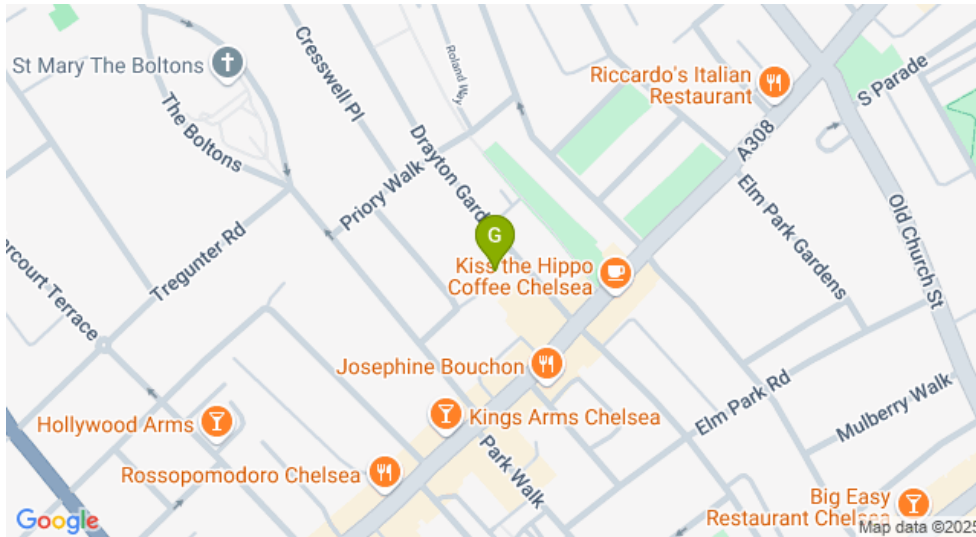 St Mary The Boltons
The Boltons
Cresswell Pl
Roland Way
Riccardo's Italian
Restaurant
S Parade
A308
Drayton Gard
Priory Walk
Elm Park Gardens
Old Church St
Tregunter Rd
G
Kiss the Hippo
Coffee Chelsea
ercourt Terrace
Josephine Bouchon
Elm Park Rd
Mulberry Walk
Hollywood Arms
Kings Arms Chelsea
Rossopomodoro Chelsea
Park Walk
Big Easy
Restaurant Chelsea
Google
Map data ©2025